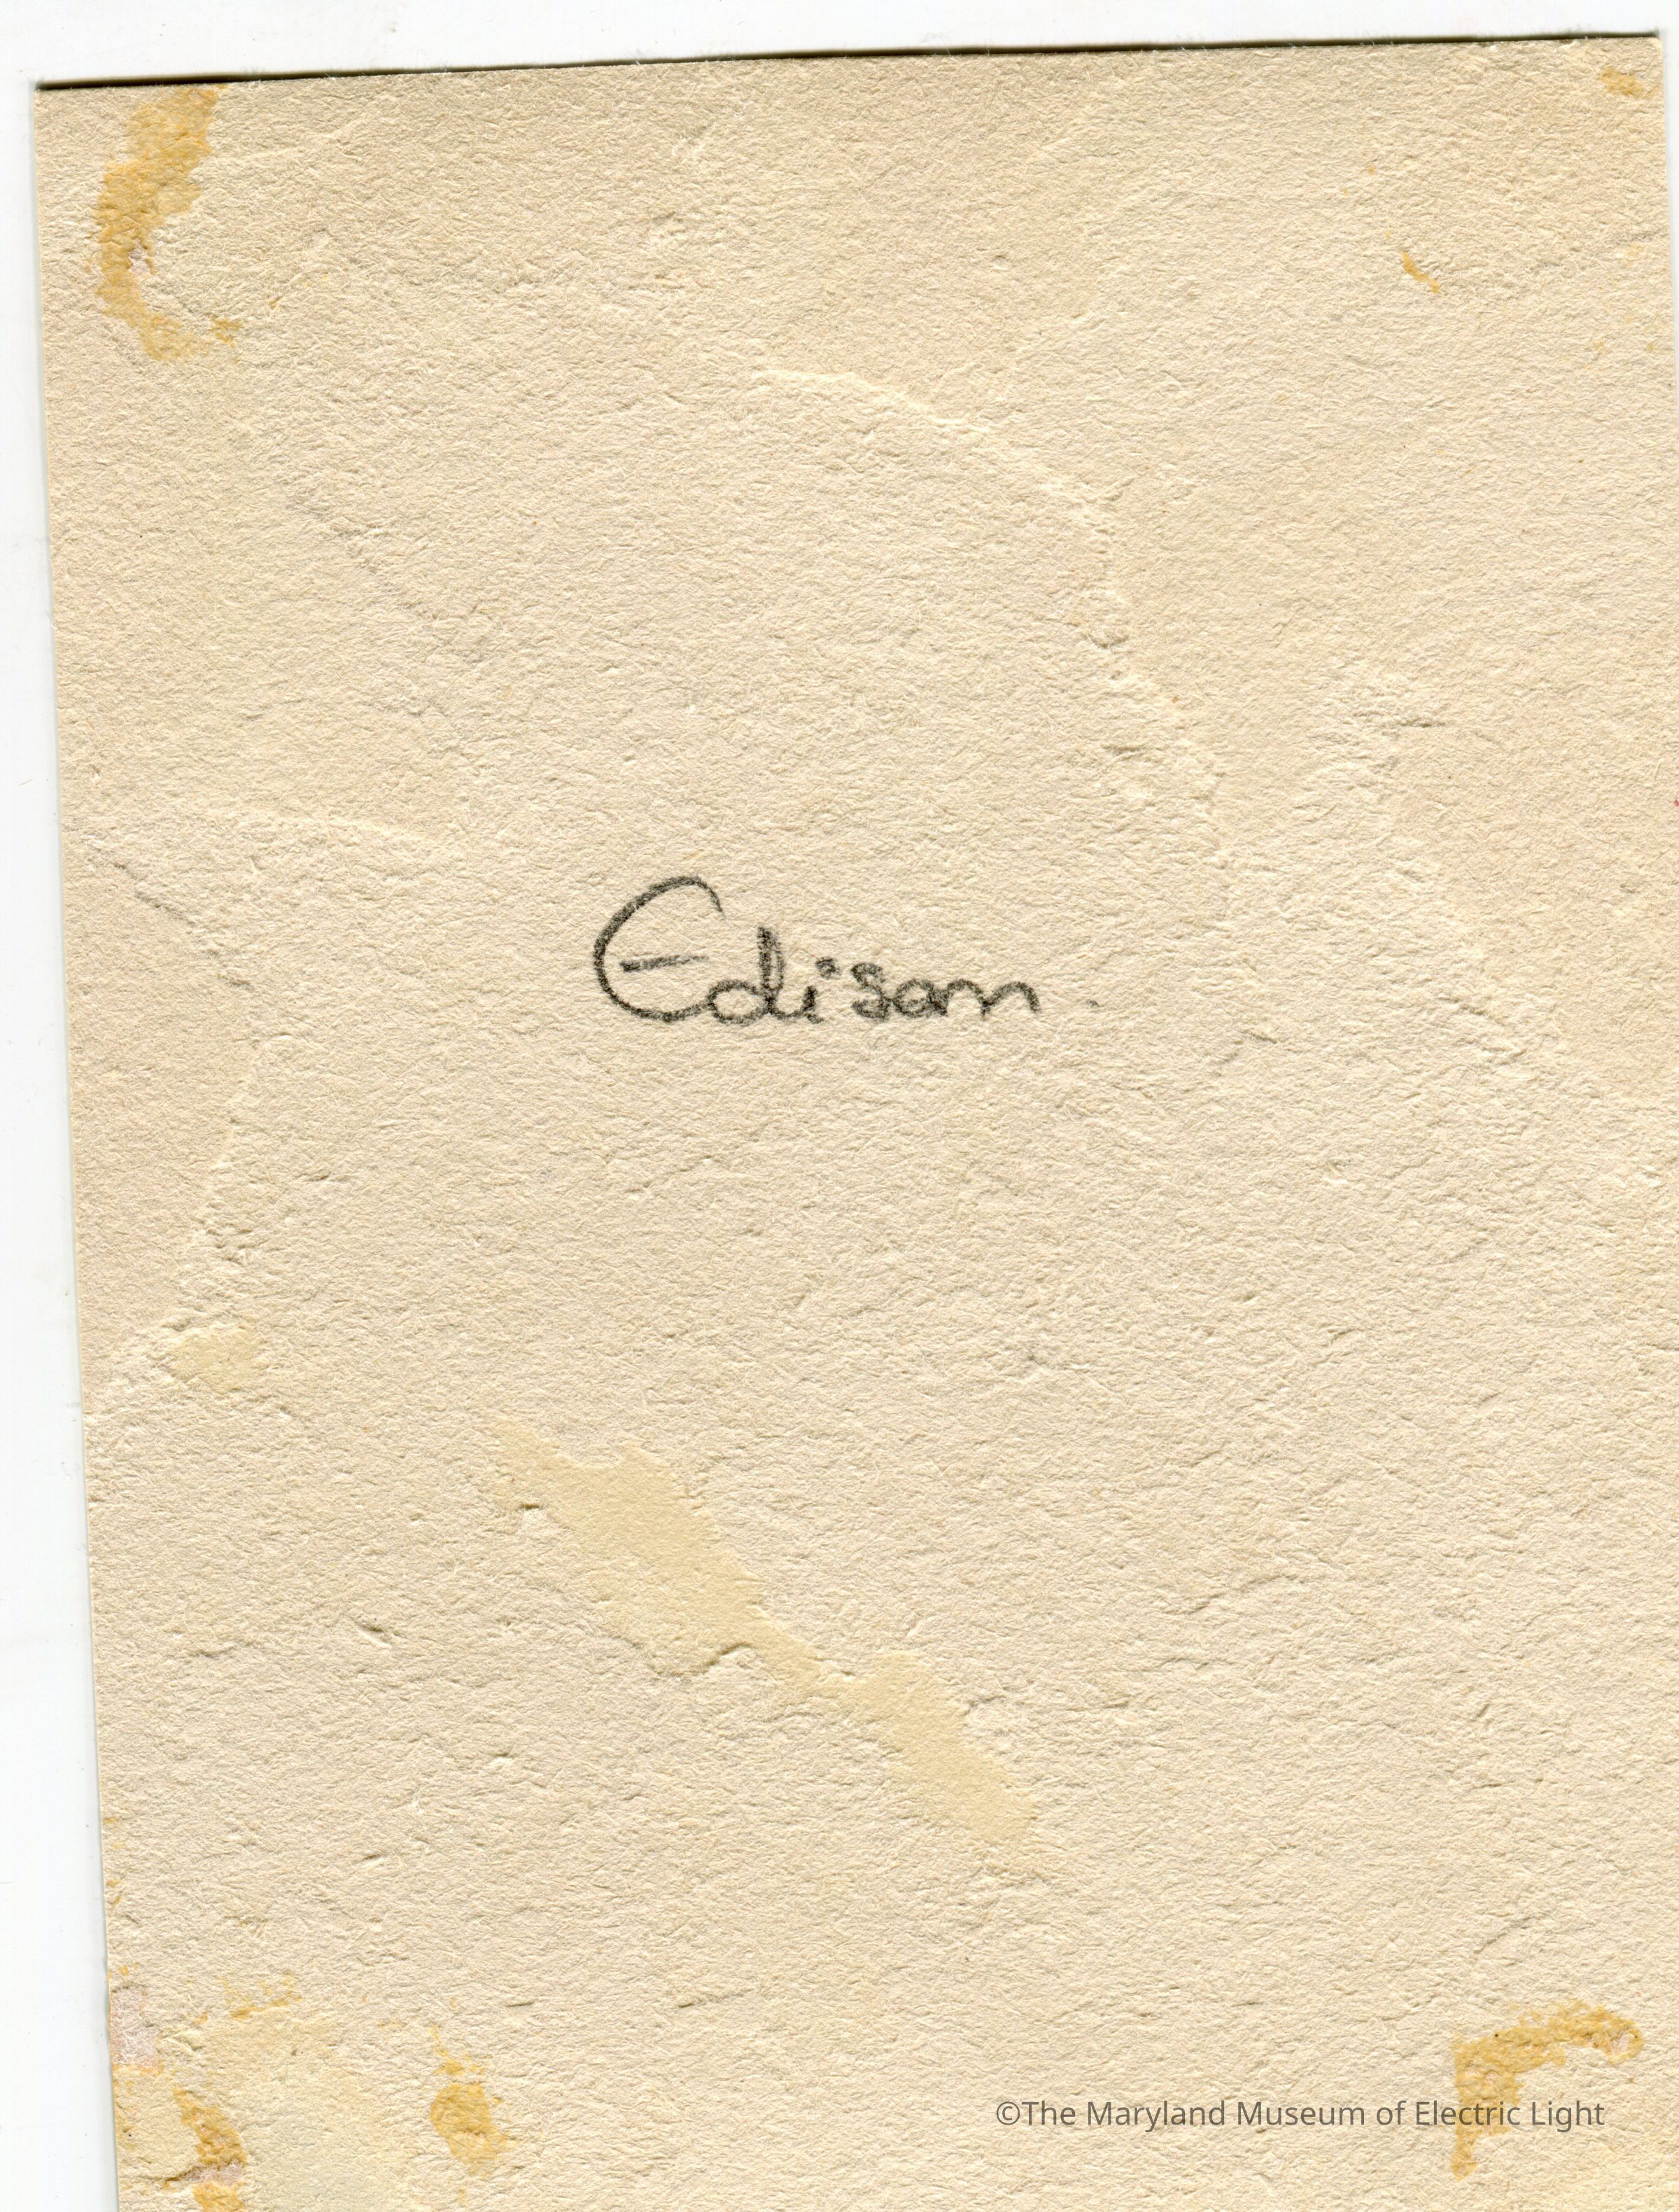 Edison
©The Maryland Museum of Electric Light